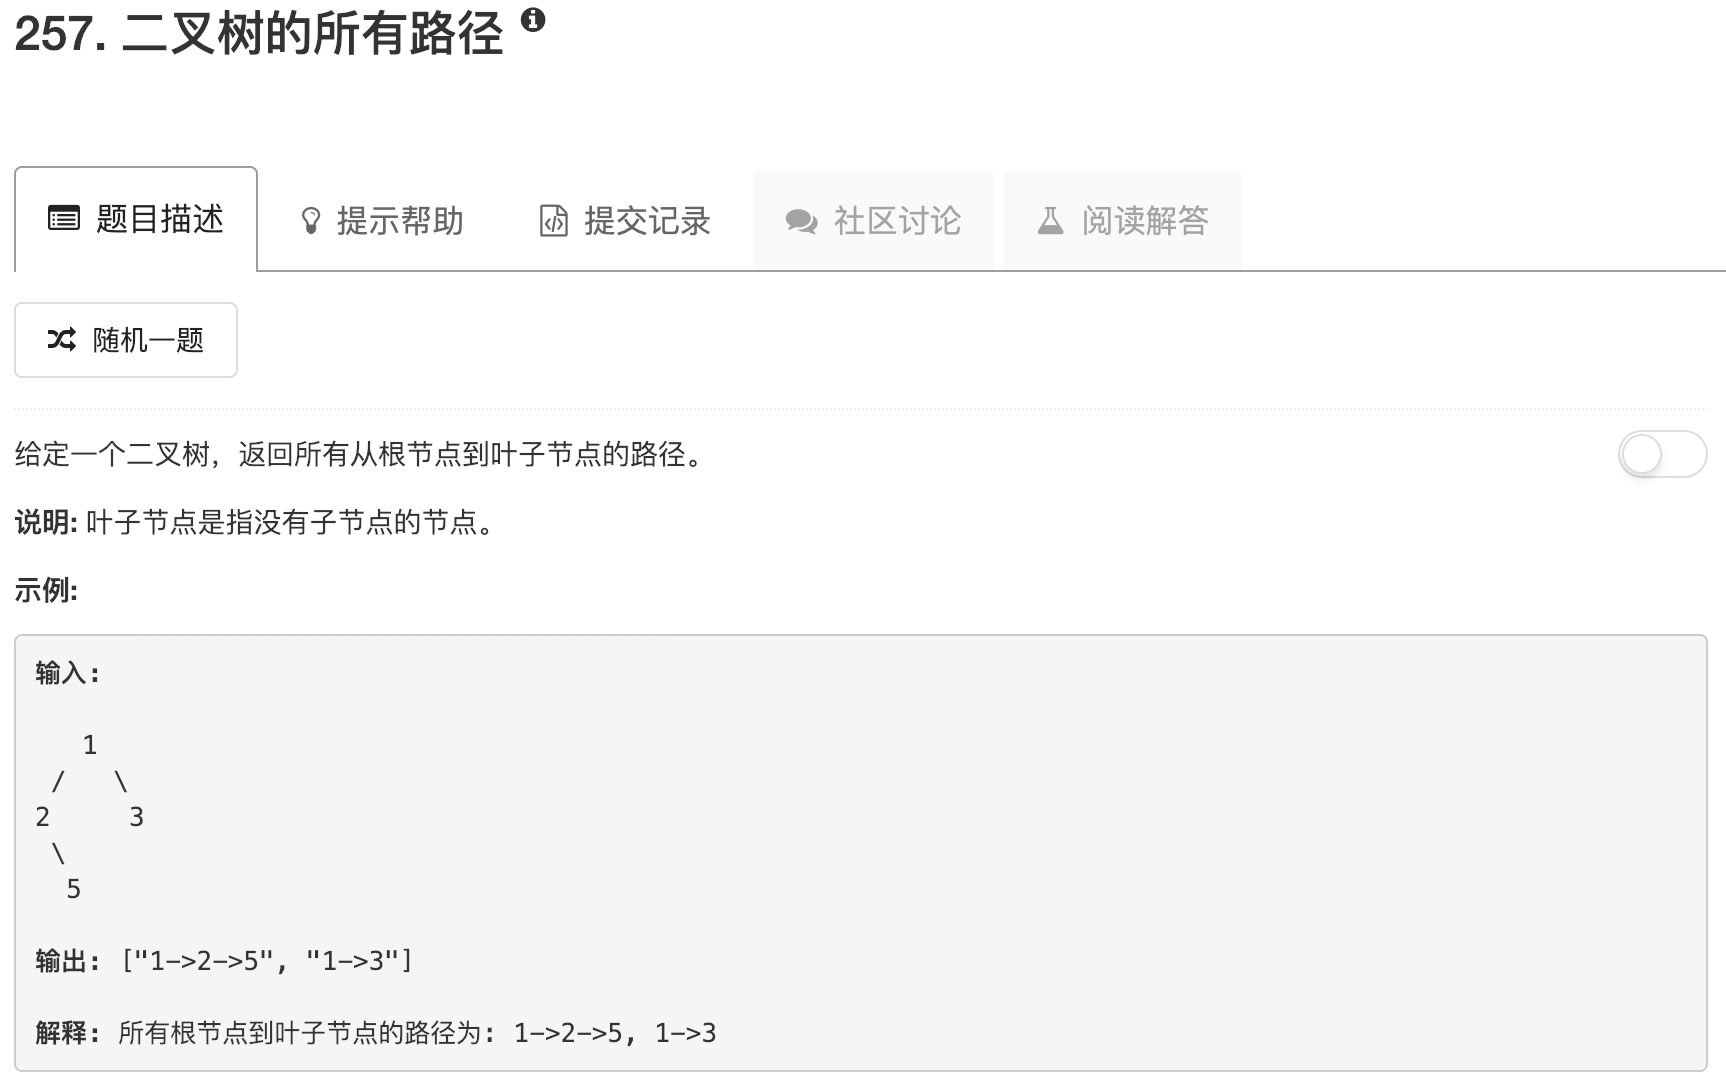 257. 二叉树的所有路径
题目描述 提示帮助 提交记录 社区讨论 阅读解答
随机一题
给定一个二叉树，返回所有从根节点到叶子节点的路径。
说明: 叶子节点是指没有子节点的节点。
示例:
输入:
1
/ \
2 3
\
5
输出: ["1->2->5", "1->3"]
解释: 所有根节点到叶子节点的路径为: 1->2->5, 1->3